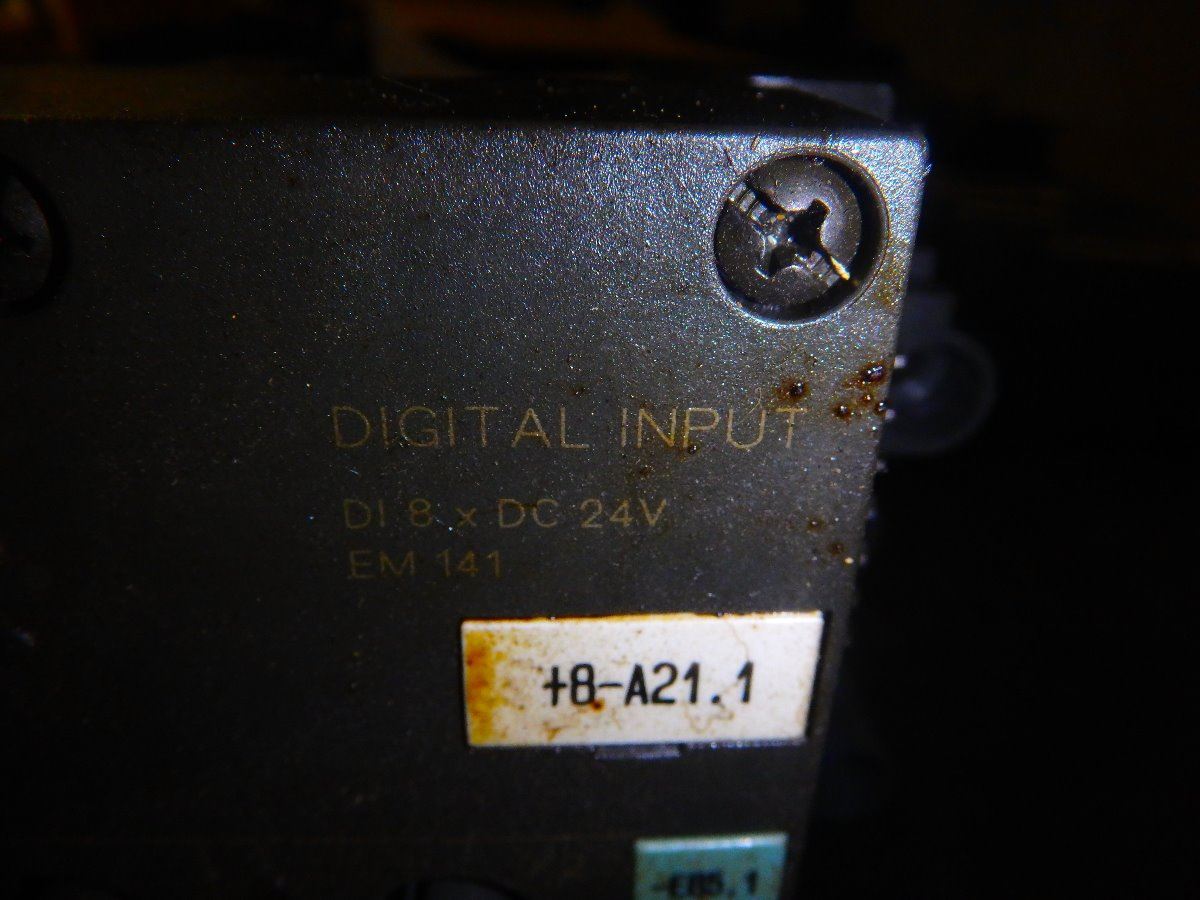 DIGITAL INPUT
DI 8 x DC 24V
EM 141
+8-A21.1